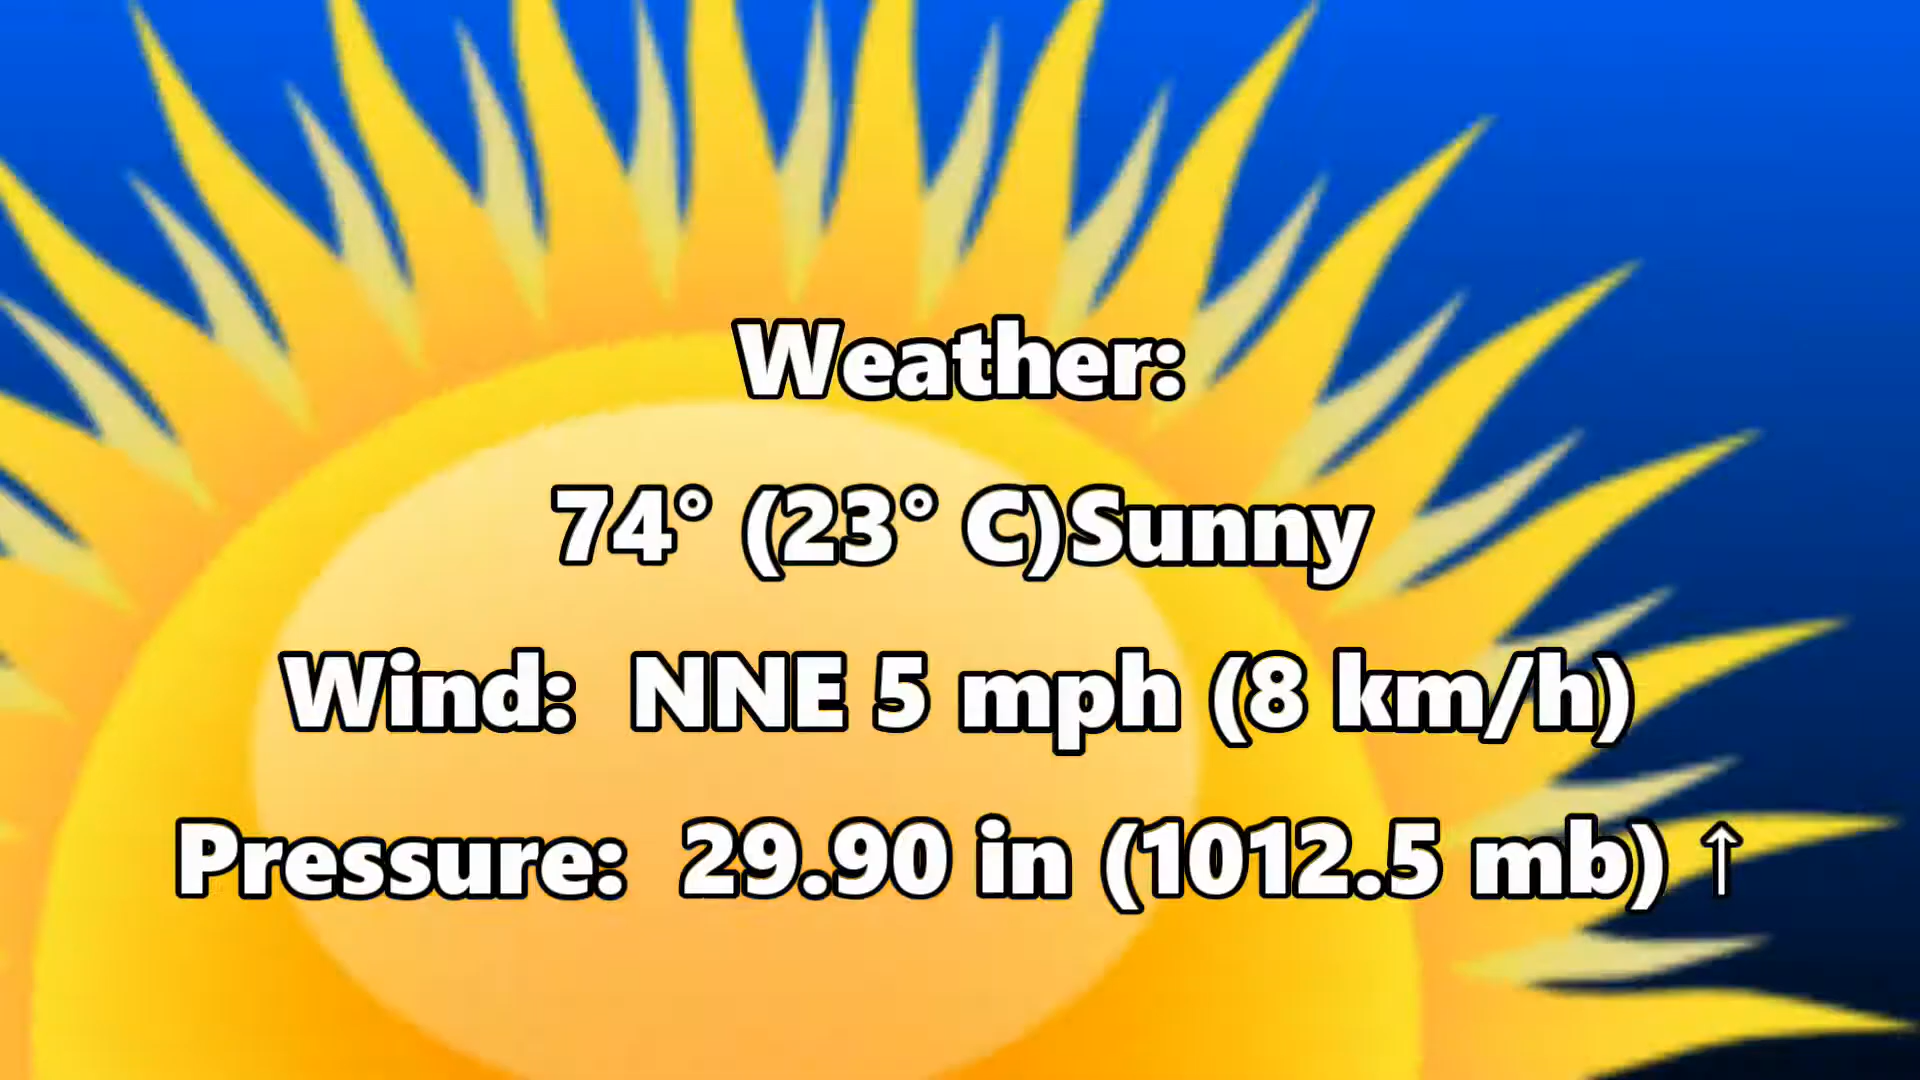 Weather:
74° (23° C)Sunny
Wind:  NNE 5 mph (8 km/h)
Pressure:  29.90 in (1012.5 mb) ↑